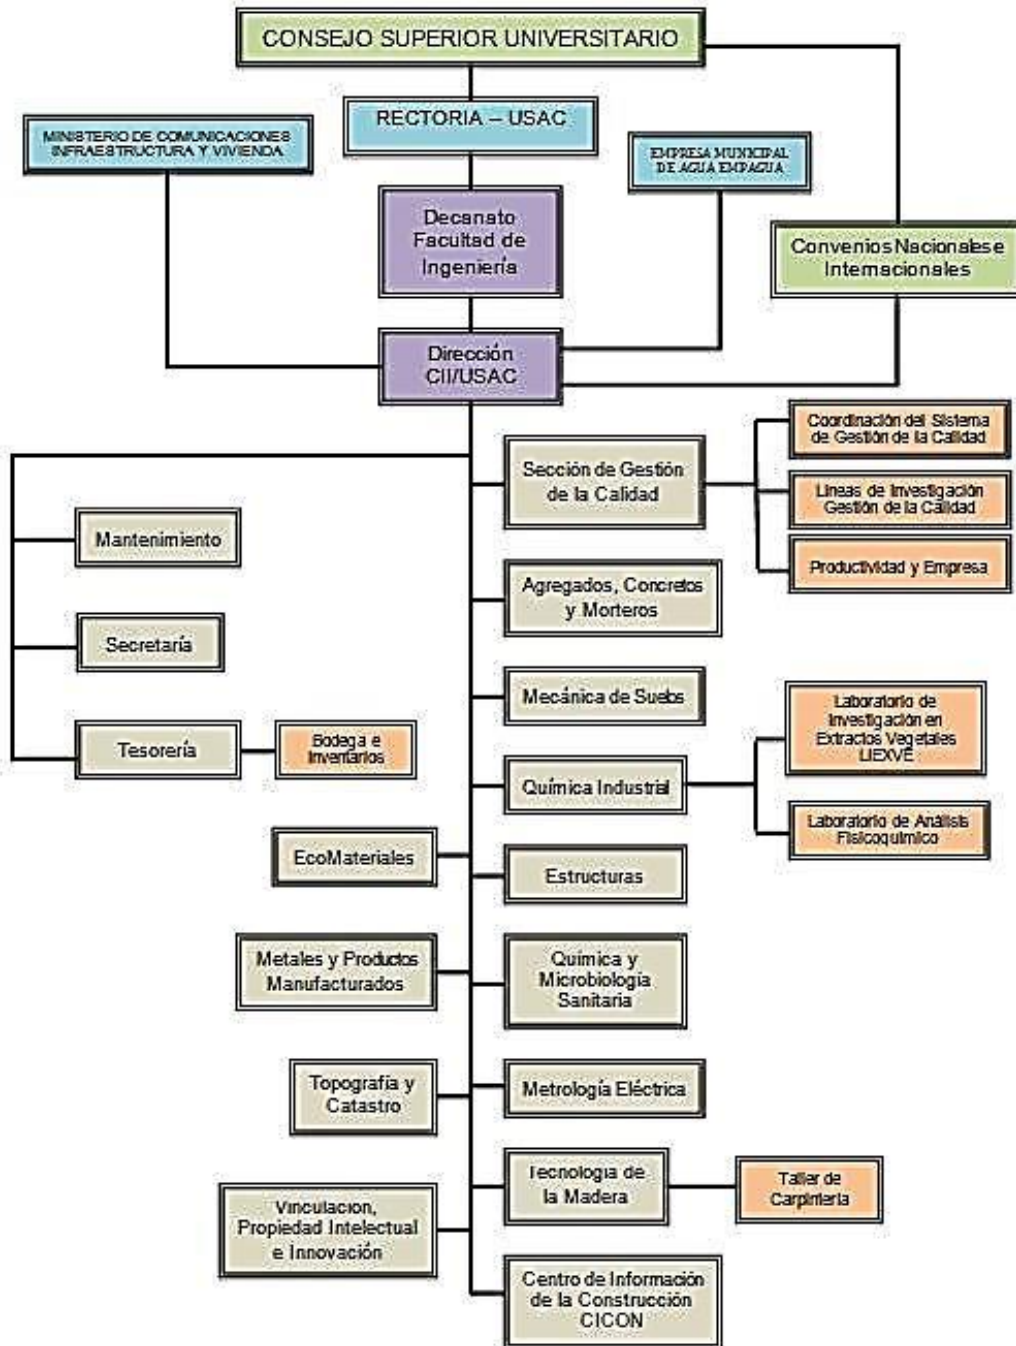 CONSEJO SUPERIOR UNIVERSITARIO
RECTORIA – USAC
MINISTERIO DE COMUNICACIONES
INFRAESTRUCTURA Y VIVIENDA
EMPRESA MUNICIPAL
DE AGUA EMPAGUA
Decanato
Facultad de
Ingeniería
Convenios Nacionales e
Internacionales
Dirección
CII/USAC
Sección de Gestión
de la Calidad
Coordinación del Sistema
de Gestión de la Calidad
Líneas de Investigación
Gestión de la Calidad
Productividad y Empresa
Mantenimiento
Agregados, Concretos
y Morteros
Secretaría
Mecánica de Suelos
Tesorería
Bodega e
Inventarios
Química Industrial
Laboratorio de
Investigación en
Extractos Vegetales
LIEXVE
Laboratorio de Análisis
Fisicoquímico
EcoMateriales
Estructuras
Metales y Productos
Manufacturados
Química y
Microbiología
Sanitaria
Topografía y
Catastro
Metrología Eléctrica
Tecnología de
la Madera
Taller de
Carpintería
Vinculacion,
Propiedad Intelectual
e Innovación
Centro de Información
de la Construcción
CICON